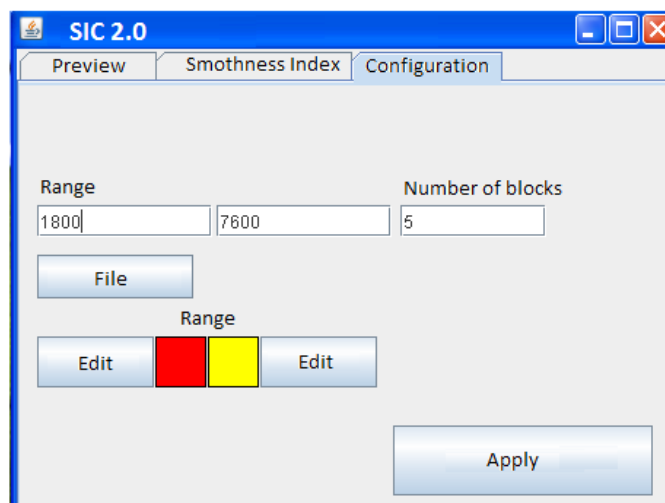 SIC 2.0
Preview Smothness Index Configuration
Range Number of blocks
1800 7600 5
File
Range
Edit Edit
Apply